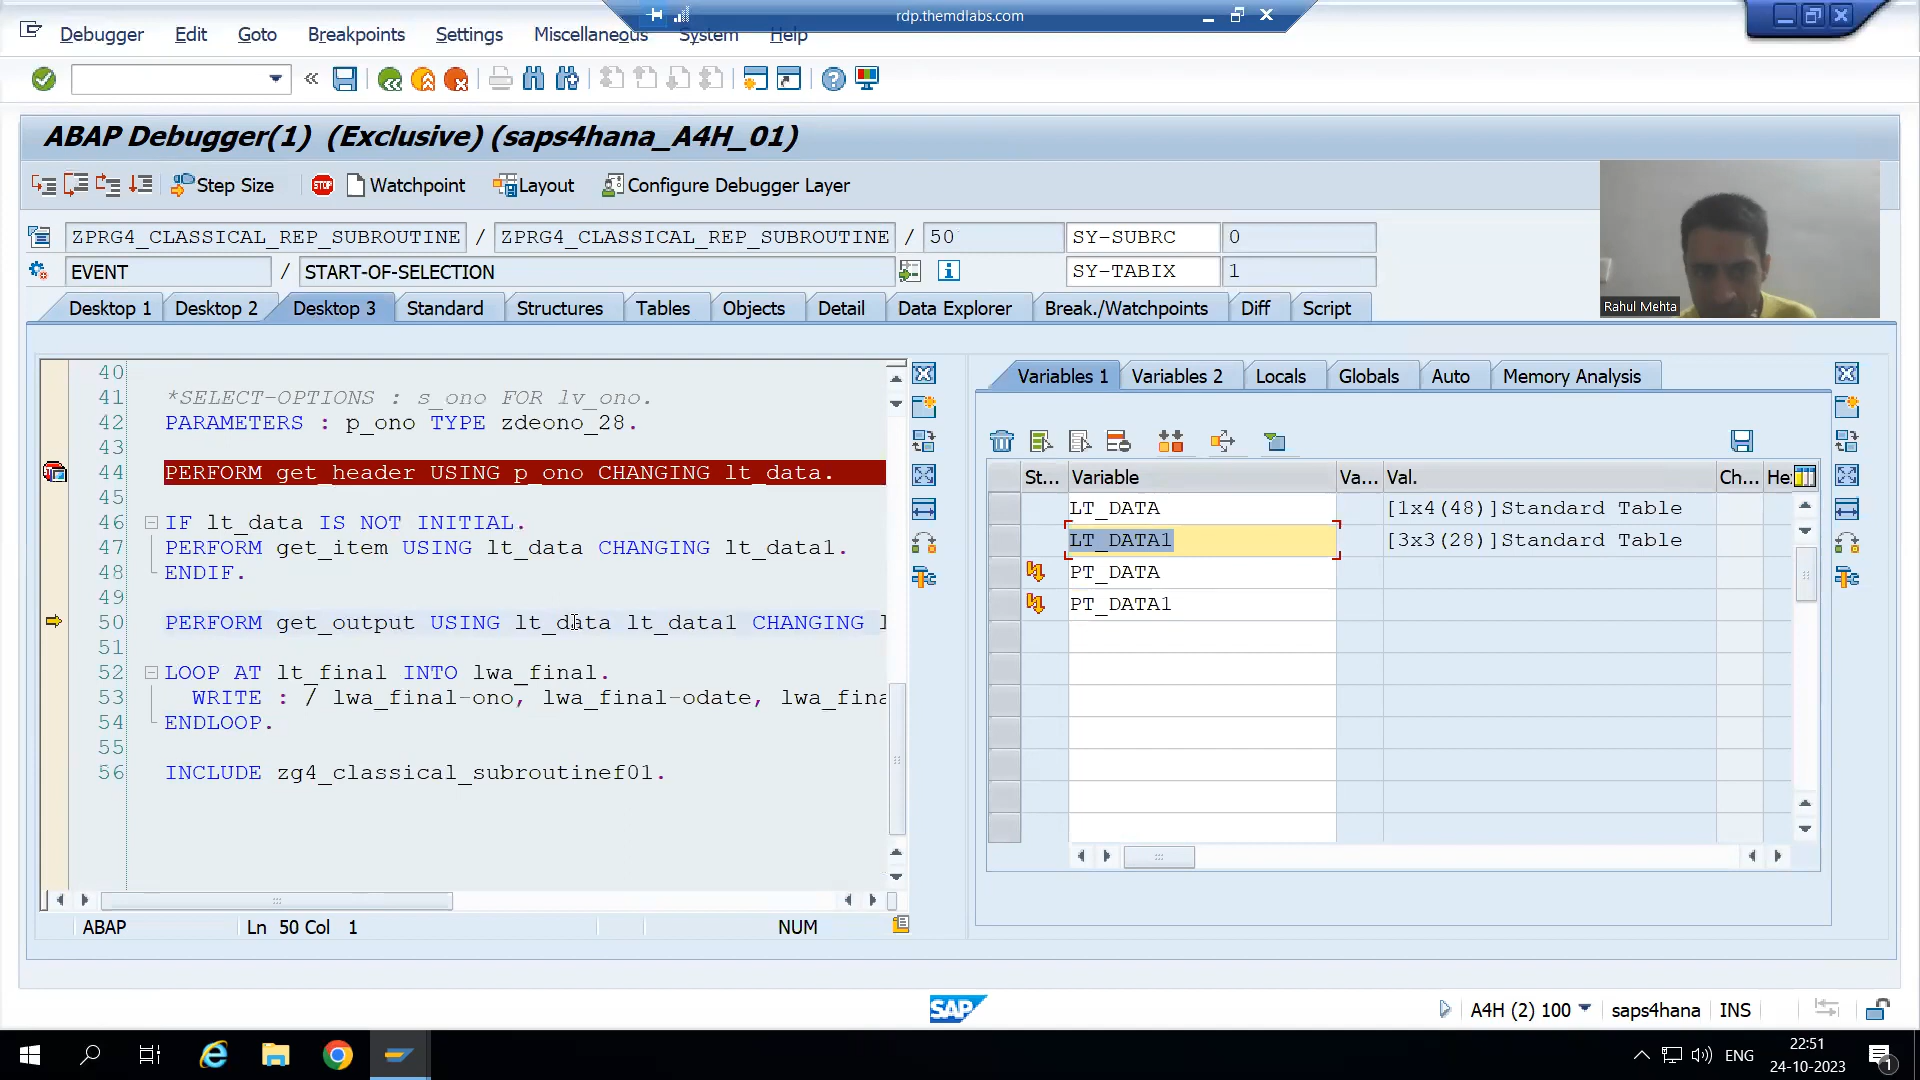 rdp.themdlabs.com
Debugger Edit Goto Breakpoints Settings Miscellaneous System Help
ABAP Debugger(1) (Exclusive) (saps4hana_A4H_01)
Step Size STOP Watchpoint Layout Configure Debugger Layer
ZPRG4_CLASSICAL_REP_SUBROUTINE / ZPRG4_CLASSICAL_REP_SUBROUTINE / 50 SY-SUBRC 0
EVENT / START-OF-SELECTION SY-TABIX 1
Rahul Mehta
Desktop 1 Desktop 2 Desktop 3 Standard Structures Tables Objects Detail Data Explorer Break./Watchpoints Diff Script
40
41 *SELECT-OPTIONS : s_ono FOR lv_ono.
42 PARAMETERS : p_ono TYPE zdeono_28.
43
44 PERFORM get_header USING p_ono CHANGING lt_data.
45
46 IF lt_data IS NOT INITIAL.
47 PERFORM get_item USING lt_data CHANGING lt_data1.
48 ENDIF.
49
50 PERFORM get_output USING lt_data lt_data1 CHANGING l
51
52 LOOP AT lt_final INTO lwa_final.
53 WRITE : / lwa_final-ono, lwa_final-odate, lwa_fina
54 ENDLOOP.
55
56 INCLUDE zg4_classical_subroutinef01.
ABAP Ln 50 Col 1 NUM
Variables 1 Variables 2 Locals Globals Auto Memory Analysis
St... Variable Va... Val. Ch... He
LT_DATA [1x4(48)]Standard Table
LT_DATA1 [3x3(28)]Standard Table
PT_DATA
PT_DATA1
SAP A4H (2) 100 saps4hana INS
ENG
22:51
24-10-2023
1